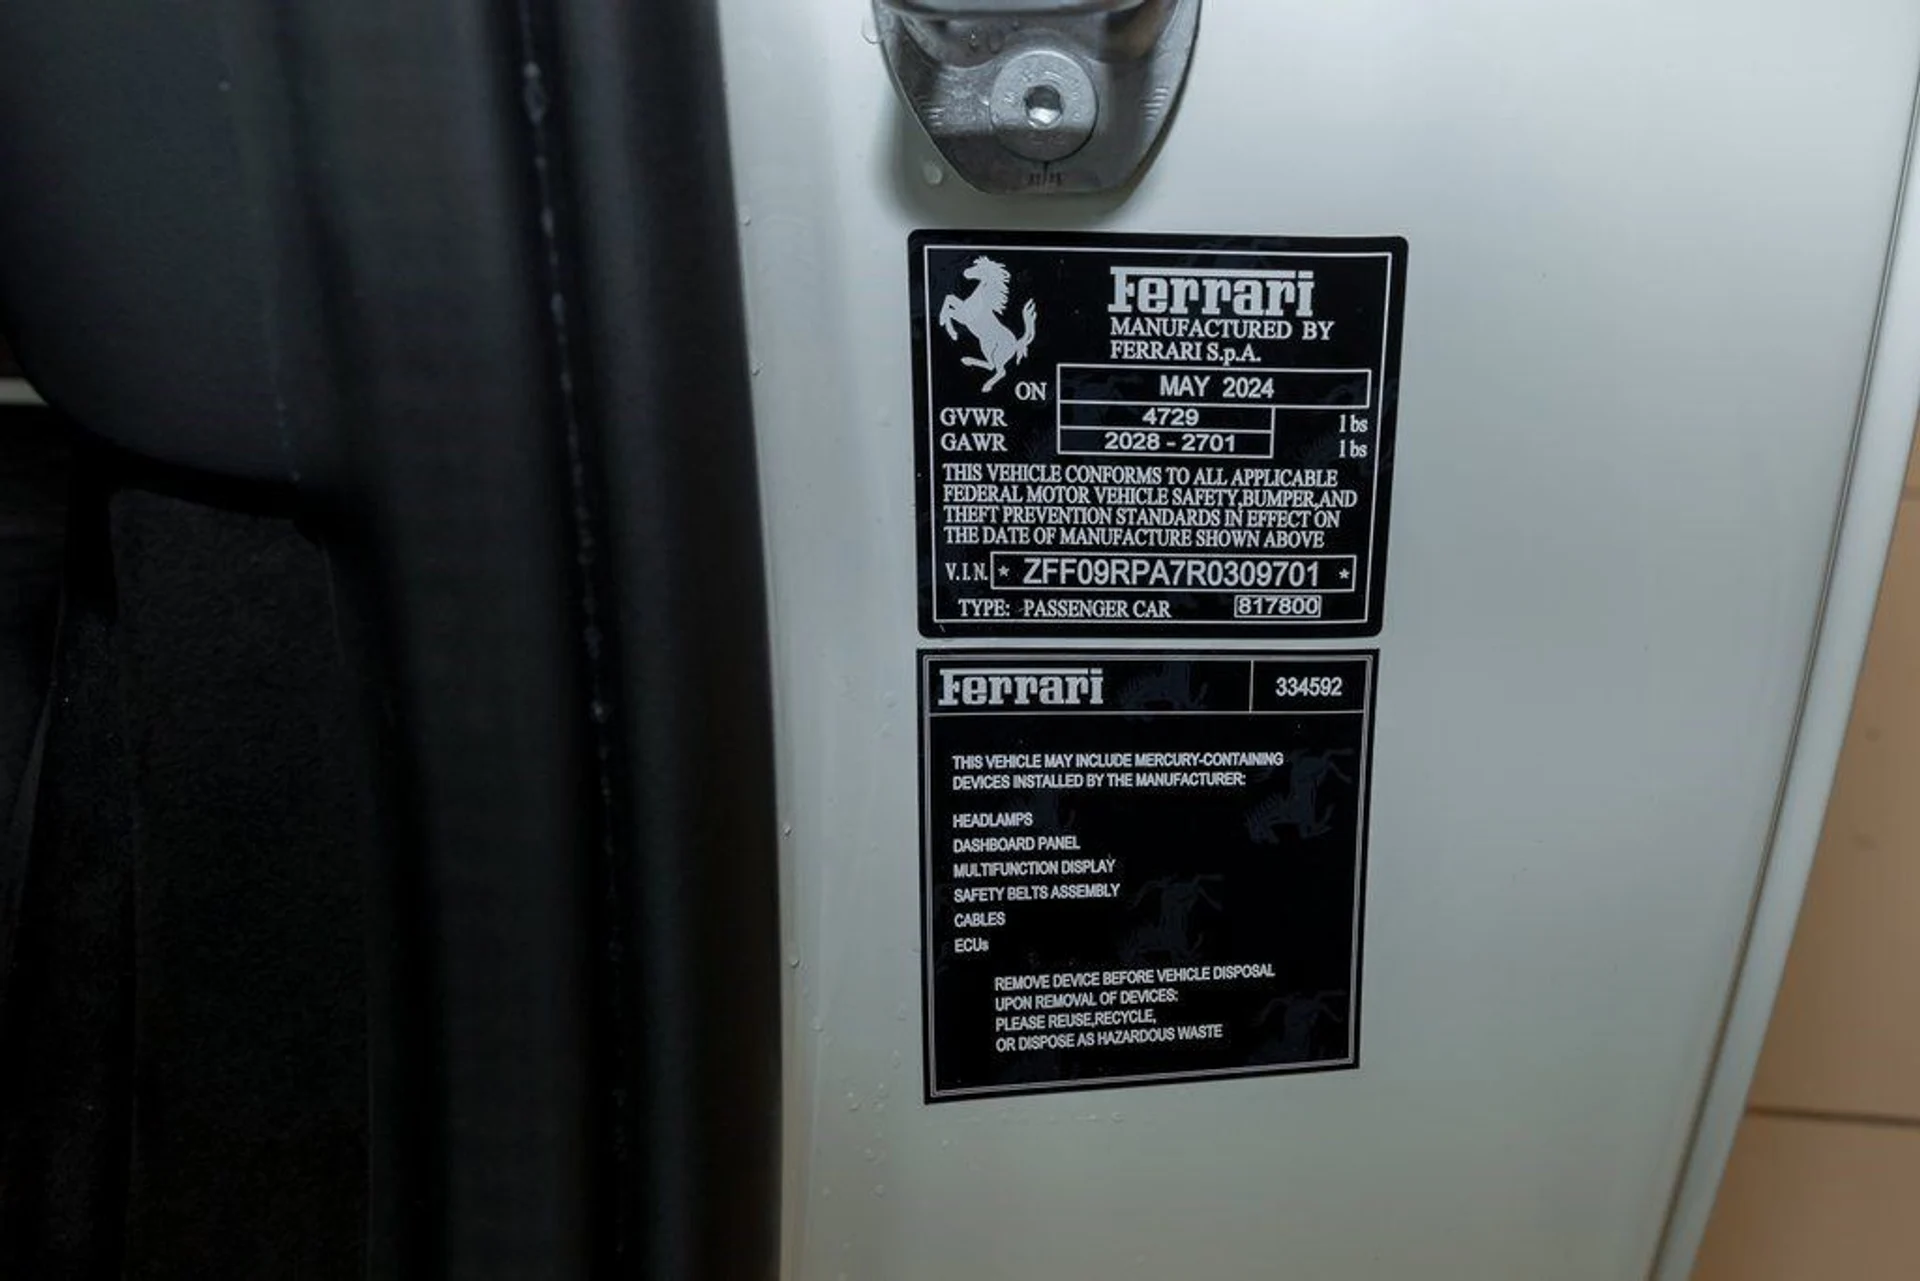 Ferrari
MANUFACTURED BY
FERRARI S.p.A.
ON MAY 2024
GVWR 4729 lbs
GAWR 2028 - 2701 lbs
THIS VEHICLE CONFORMS TO ALL APPLICABLE
FEDERAL MOTOR VEHICLE SAFETY,BUMPER,AND
THEFT PREVENTION STANDARDS IN EFFECT ON
THE DATE OF MANUFACTURE SHOWN ABOVE
V.I.N. * ZFF09RPA7R0309701 *
TYPE: PASSENGER CAR 817800
Ferrari 334592
THIS VEHICLE MAY INCLUDE MERCURY-CONTAINING
DEVICES INSTALLED BY THE MANUFACTURER:
HEADLAMPS
DASHBOARD PANEL
MULTIFUNCTION DISPLAY
SAFETY BELTS ASSEMBLY
CABLES
ECUs
REMOVE DEVICE BEFORE VEHICLE DISPOSAL
UPON REMOVAL OF DEVICES:
PLEASE REUSE,RECYCLE,
OR DISPOSE AS HAZARDOUS WASTE